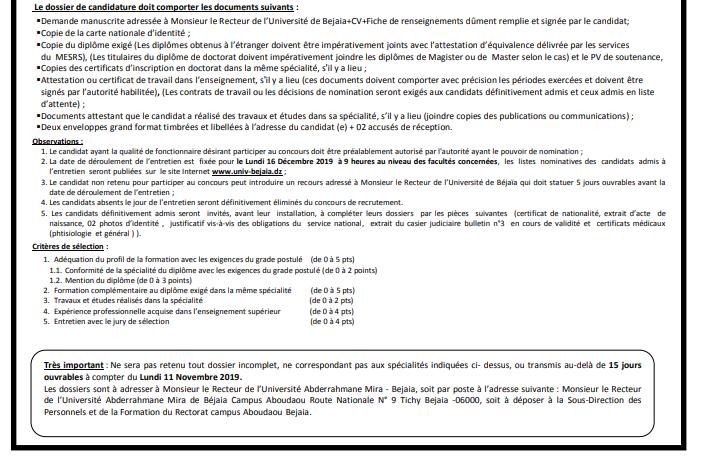 Le dossier de candidature doit comporter les documents suivants :
▪Demande manuscrite adressée à Monsieur le Recteur de l'Université de Bejaia+CV+Fiche de renseignements dûment remplie et signée par le candidat;
▪Copie de la carte nationale d'identité ;
▪Copie du diplôme exigé (Les diplômes obtenus à l'étranger doivent être impérativement joints avec l'attestation d'équivalence délivrée par les services
du MESRS), (Les titulaires du diplôme de doctorat doivent impérativement joindre les diplômes de Magister ou de Master selon le cas) et le PV de soutenance,
▪Copies des certificats d'inscription en doctorat dans la même spécialité, s'il y a lieu ;
▪Attestation ou certificat de travail dans l'enseignement, s'il y a lieu (ces documents doivent comporter avec précision les périodes exercées et doivent être
signés par l'autorité habilitée), (Les contrats de travail ou les décisions de nomination seront exigés aux candidats définitivement admis et ceux admis en liste
d'attente) ;
▪Documents attestant que le candidat a réalisé des travaux et études dans sa spécialité, s'il y a lieu (joindre copies des publications ou communications) ;
▪Deux enveloppes grand format timbrées et libellées à l'adresse du candidat (e) + 02 accusés de réception.
Observations :
1. Le candidat ayant la qualité de fonctionnaire désirant participer au concours doit être préalablement autorisé par l'autorité ayant le pouvoir de nomination ;
2. La date de déroulement de l'entretien est fixée pour le Lundi 16 Décembre 2019 à 9 heures au niveau des facultés concernées, les listes nominatives des candidats admis à
l'entretien seront publiées sur le site Internet www.univ-bejaia.dz ;
3. Le candidat non retenu pour participer au concours peut introduire un recours adressé à Monsieur le Recteur de l'Université de Béjaïa qui doit statuer 5 jours ouvrables avant la
date de déroulement de l'entretien ;
4. Les candidats absents le jour de l'entretien seront définitivement éliminés du concours de recrutement.
5. Les candidats définitivement admis seront invités, avant leur installation, à compléter leurs dossiers par les pièces suivantes (certificat de nationalité, extrait d'acte de
naissance, 02 photos d'identité , justificatif vis-à-vis des obligations du service national, extrait du casier judiciaire bulletin n°3 en cours de validité et certificats médicaux
(phtisiologie et général ) ).
Critères de sélection :
1. Adéquation du profil de la formation avec les exigences du grade postulé (de 0 à 5 pts)
1.1. Conformité de la spécialité du diplôme avec les exigences du grade postulé (de 0 à 2 points)
1.2. Mention du diplôme (de 0 à 3 points)
2. Formation complémentaire au diplôme exigé dans la même spécialité (de 0 à 5 pts)
3. Travaux et études réalisés dans la spécialité (de 0 à 2 pts)
4. Expérience professionnelle acquise dans l'enseignement supérieur (de 0 à 4 pts)
5. Entretien avec le jury de sélection (de 0 à 4 pts)
Très important : Ne sera pas retenu tout dossier incomplet, ne correspondant pas aux spécialités indiquées ci- dessus, ou transmis au-delà de 15 jours
ouvrables à compter du Lundi 11 Novembre 2019.
Les dossiers sont à adresser à Monsieur le Recteur de l'Université Abderrahmane Mira - Bejaia, soit par poste à l'adresse suivante : Monsieur le Recteur
de l'Université Abderrahmane Mira de Béjaia Campus Aboudaou Route Nationale N° 9 Tichy Bejaia -06000, soit à déposer à la Sous-Direction des
Personnels et de la Formation du Rectorat campus Aboudaou Bejaia.